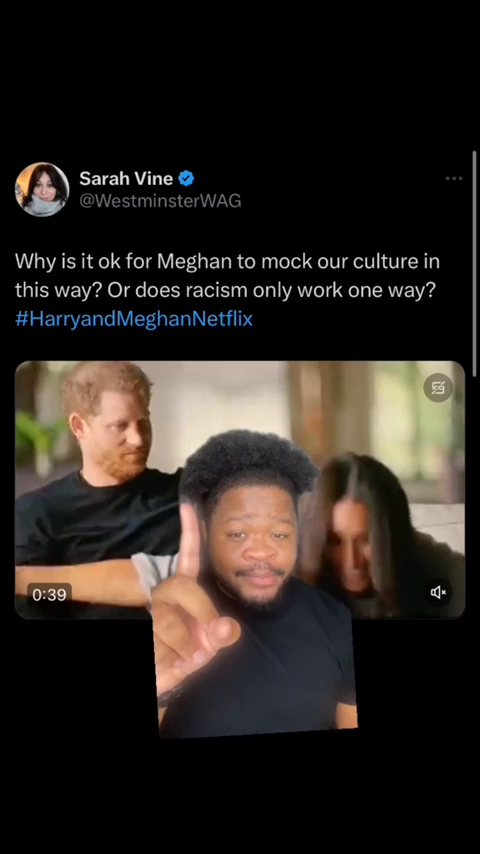 Sarah Vine
@WestminsterWAG
Why is it ok for Meghan to mock our culture in
this way? Or does racism only work one way?
#HarryandMeghanNetflix
0:39